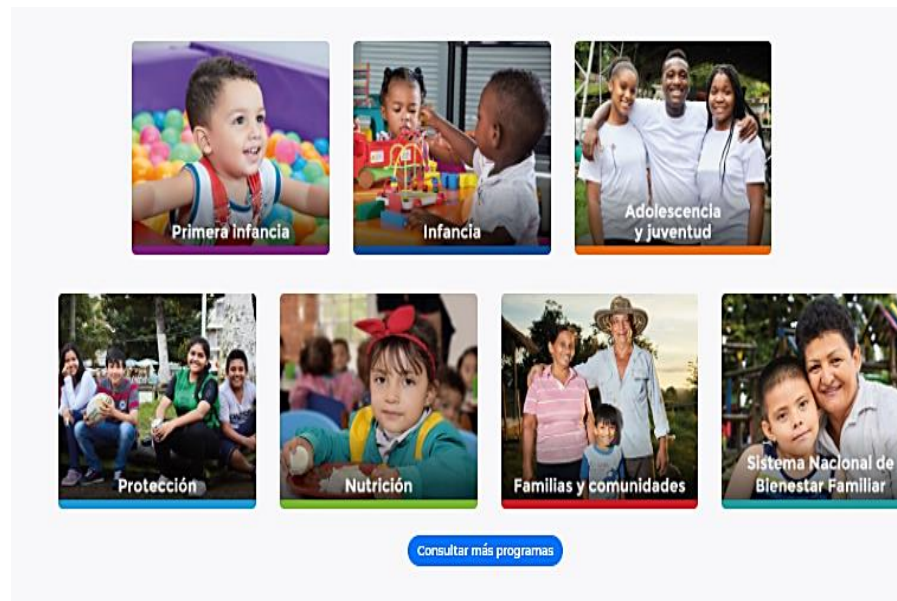 Primera infancia
Infancia
Adolescencia
y juventud
Protección
Nutrición
Familias y comunidades
Sistema Nacional de
Bienestar Familiar
Consultar más programas